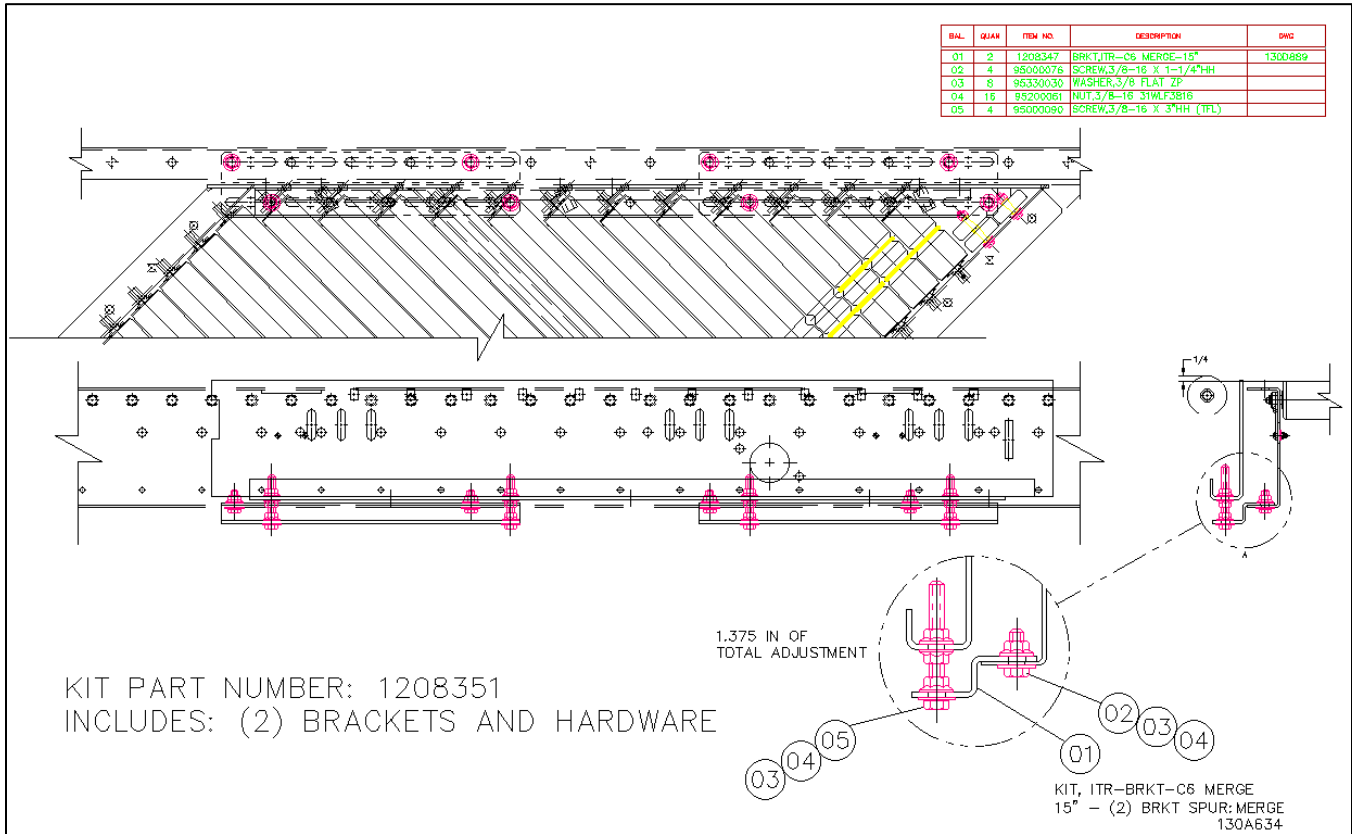 BAL. QUAN ITEM NO. DESCRIPTION DWG
01 2 1208347 BRKT,ITR-C6 MERGE-15" 130D889
02 4 95000076 SCREW,3/8-16 X 1-1/4"HH
03 8 95330030 WASHER,3/8 FLAT ZP
04 16 95200061 NUT,3/8-16 31WLF3816
05 4 95000090 SCREW,3/8-16 X 3"HH (TFL)
1/4
A
1.375 IN OF
TOTAL ADJUSTMENT
KIT PART NUMBER: 1208351
INCLUDES: (2) BRACKETS AND HARDWARE
03 04 05
01
02 03 04
KIT, ITR-BRKT-C6 MERGE
15" - (2) BRKT SPUR:MERGE
130A634